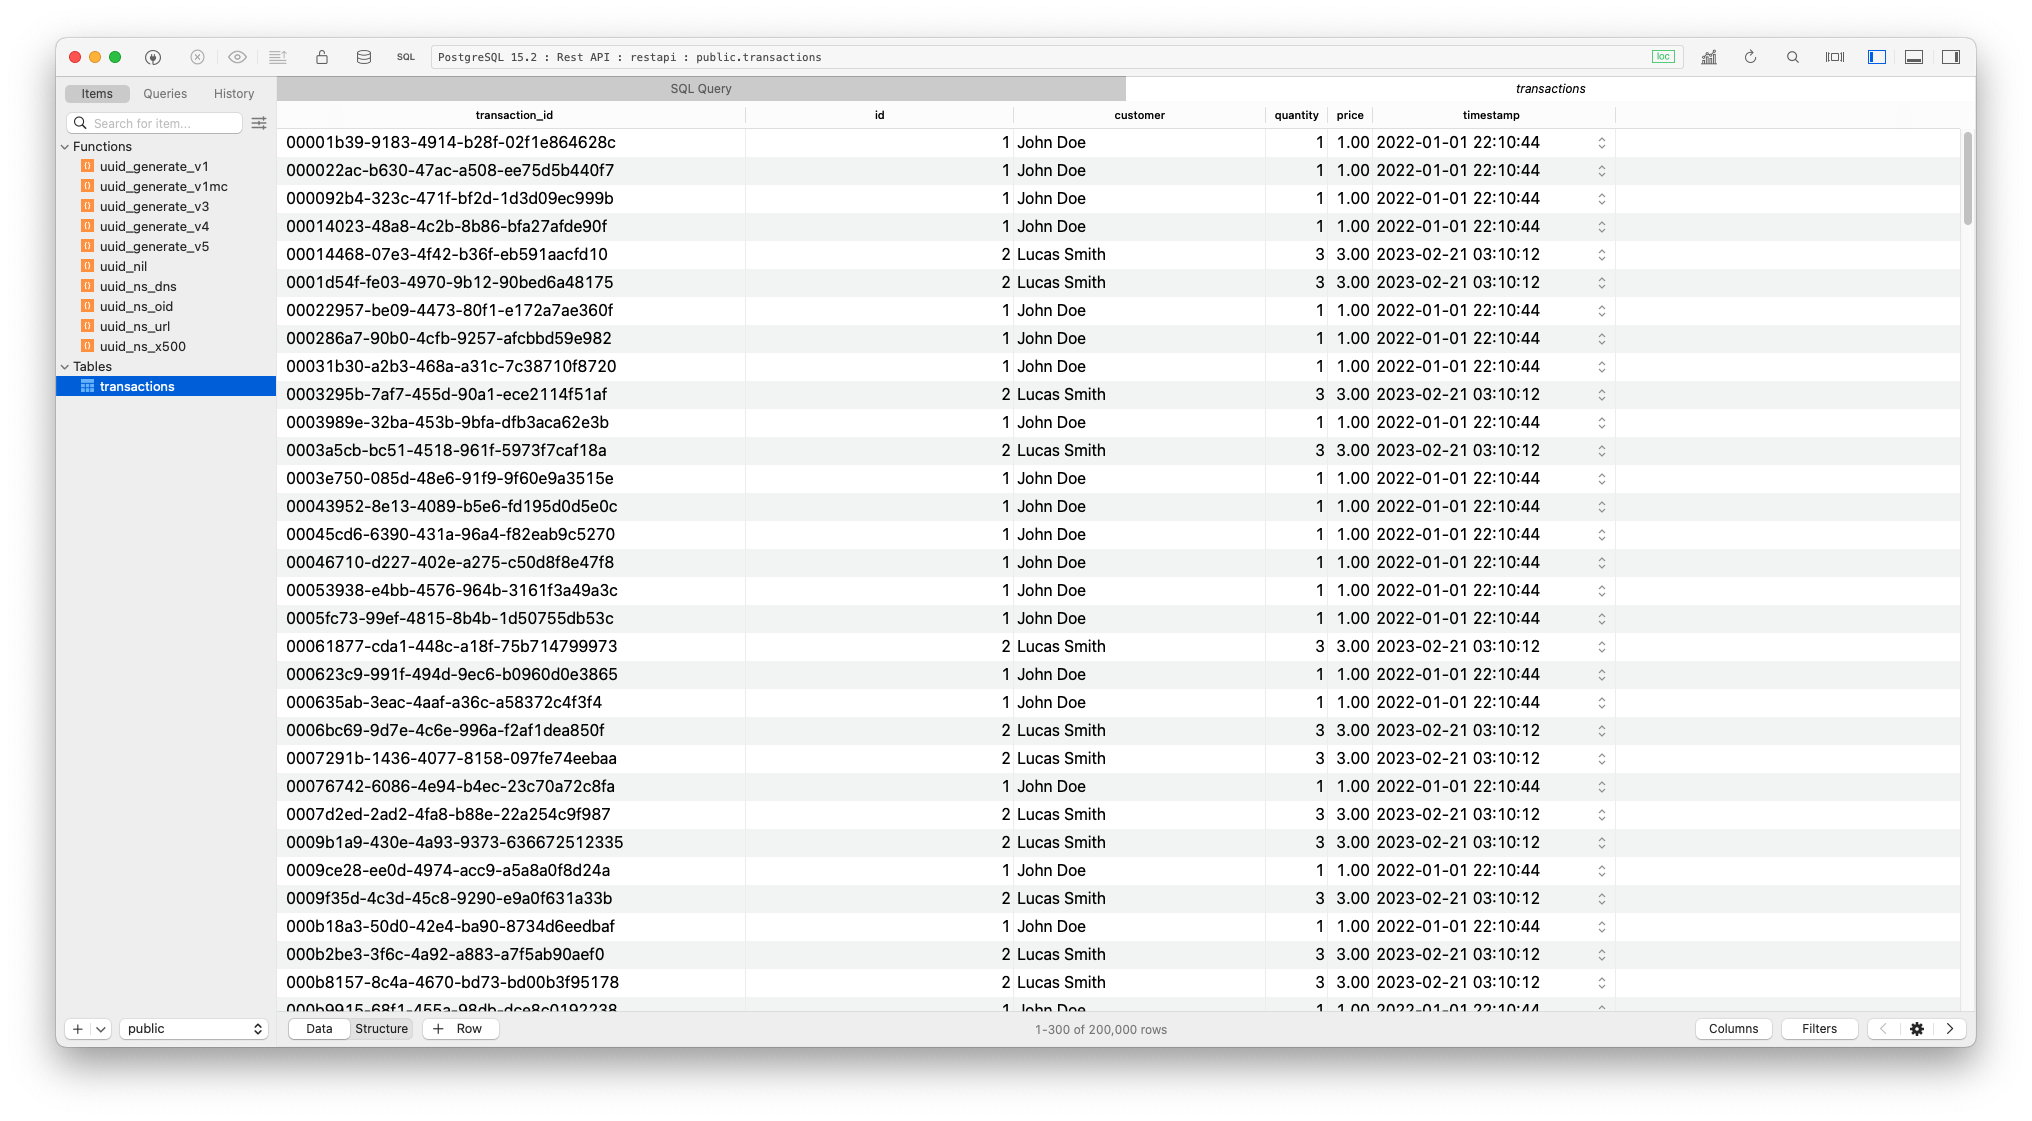 SQL
PostgreSQL 15.2 : Rest API : restapi : public.transactions
loc
Items Queries History
Search for item...
Functions
uuid_generate_v1
uuid_generate_v1mc
uuid_generate_v3
uuid_generate_v4
uuid_generate_v5
uuid_nil
uuid_ns_dns
uuid_ns_oid
uuid_ns_url
uuid_ns_x500
Tables
transactions
SQL Query transactions
transaction_id id customer quantity price timestamp
00001b39-9183-4914-b28f-02f1e864628c 1 John Doe 1 1.00 2022-01-01 22:10:44
000022ac-b630-47ac-a508-ee75d5b440f7 1 John Doe 1 1.00 2022-01-01 22:10:44
000092b4-323c-471f-bf2d-1d3d09ec999b 1 John Doe 1 1.00 2022-01-01 22:10:44
00014023-48a8-4c2b-8b86-bfa27afde90f 1 John Doe 1 1.00 2022-01-01 22:10:44
00014468-07e3-4f42-b36f-eb591aacfd10 2 Lucas Smith 3 3.00 2023-02-21 03:10:12
0001d54f-fe03-4970-9b12-90bed6a48175 2 Lucas Smith 3 3.00 2023-02-21 03:10:12
00022957-be09-4473-80f1-e172a7ae360f 1 John Doe 1 1.00 2022-01-01 22:10:44
000286a7-90b0-4cfb-9257-afcbbd59e982 1 John Doe 1 1.00 2022-01-01 22:10:44
00031b30-a2b3-468a-a31c-7c38710f8720 1 John Doe 1 1.00 2022-01-01 22:10:44
0003295b-7af7-455d-90a1-ece2114f51af 2 Lucas Smith 3 3.00 2023-02-21 03:10:12
0003989e-32ba-453b-9bfa-dfb3aca62e3b 1 John Doe 1 1.00 2022-01-01 22:10:44
0003a5cb-bc51-4518-961f-5973f7caf18a 2 Lucas Smith 3 3.00 2023-02-21 03:10:12
0003e750-085d-48e6-91f9-9f60e9a3515e 1 John Doe 1 1.00 2022-01-01 22:10:44
00043952-8e13-4089-b5e6-fd195d0d5e0c 1 John Doe 1 1.00 2022-01-01 22:10:44
00045cd6-6390-431a-96a4-f82eab9c5270 1 John Doe 1 1.00 2022-01-01 22:10:44
00046710-d227-402e-a275-c50d8f8e47f8 1 John Doe 1 1.00 2022-01-01 22:10:44
00053938-e4bb-4576-964b-3161f3a49a3c 1 John Doe 1 1.00 2022-01-01 22:10:44
0005fc73-99ef-4815-8b4b-1d50755db53c 1 John Doe 1 1.00 2022-01-01 22:10:44
00061877-cda1-448c-a18f-75b714799973 2 Lucas Smith 3 3.00 2023-02-21 03:10:12
000623c9-991f-494d-9ec6-b0960d0e3865 1 John Doe 1 1.00 2022-01-01 22:10:44
000635ab-3eac-4aaf-a36c-a58372c4f3f4 1 John Doe 1 1.00 2022-01-01 22:10:44
0006bc69-9d7e-4c6e-996a-f2af1dea850f 2 Lucas Smith 3 3.00 2023-02-21 03:10:12
0007291b-1436-4077-8158-097fe74eebaa 2 Lucas Smith 3 3.00 2023-02-21 03:10:12
00076742-6086-4e94-b4ec-23c70a72c8fa 1 John Doe 1 1.00 2022-01-01 22:10:44
0007d2ed-2ad2-4fa8-b88e-22a254c9f987 2 Lucas Smith 3 3.00 2023-02-21 03:10:12
0009b1a9-430e-4a93-9373-636672512335 2 Lucas Smith 3 3.00 2023-02-21 03:10:12
0009ce28-ee0d-4974-acc9-a5a8a0f8d24a 1 John Doe 1 1.00 2022-01-01 22:10:44
0009f35d-4c3d-45c8-9290-e9a0f631a33b 2 Lucas Smith 3 3.00 2023-02-21 03:10:12
000b18a3-50d0-42e4-ba90-8734d6eedbaf 1 John Doe 1 1.00 2022-01-01 22:10:44
000b2be3-3f6c-4a92-a883-a7f5ab90aef0 2 Lucas Smith 3 3.00 2023-02-21 03:10:12
000b8157-8c4a-4670-bd73-bd00b3f95178 2 Lucas Smith 3 3.00 2023-02-21 03:10:12
000b9915-68f1-455a-98db-dce8c0192238 1 John Doe 1 1.00 2022-01-01 22:10:44
+ public Data Structure + Row 1-300 of 200,000 rows Columns Filters